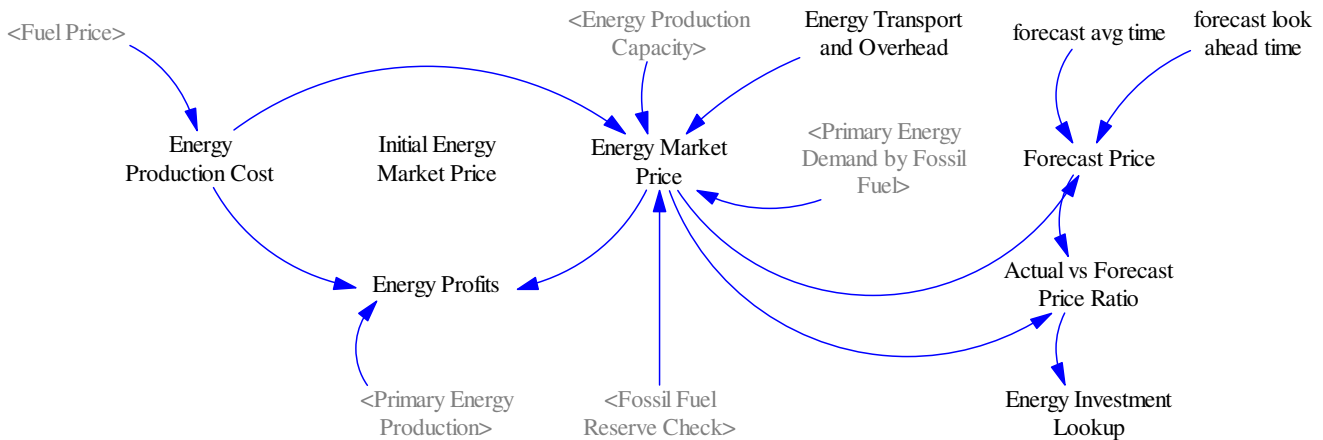 <Fuel Price>
<Energy Production
Capacity>
Energy Transport
and Overhead
forecast avg time
forecast look
ahead time
Energy
Production Cost
Initial Energy
Market Price
Energy Market
Price
<Primary Energy
Demand by Fossil
Fuel>
Forecast Price
Energy Profits
Actual vs Forecast
Price Ratio
<Primary Energy
Production>
<Fossil Fuel
Reserve Check>
Energy Investment
Lookup